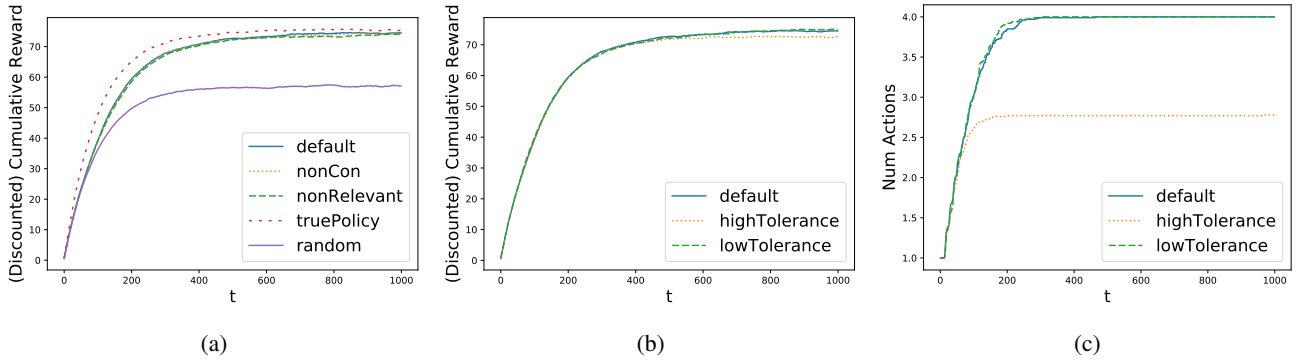 (Discounted) Cumulative Reward
70
60
50
40
30
20
10
0
0 200 400 600 800 1000
t
default
nonCon
nonRelevant
truePolicy
random
(a)
(Discounted) Cumulative Reward
70
60
50
40
30
20
10
0
0 200 400 600 800 1000
t
default
highTolerance
lowTolerance
(b)
Num Actions
4.0
3.5
3.0
2.5
2.0
1.5
1.0
0 200 400 600 800 1000
t
default
highTolerance
lowTolerance
(c)